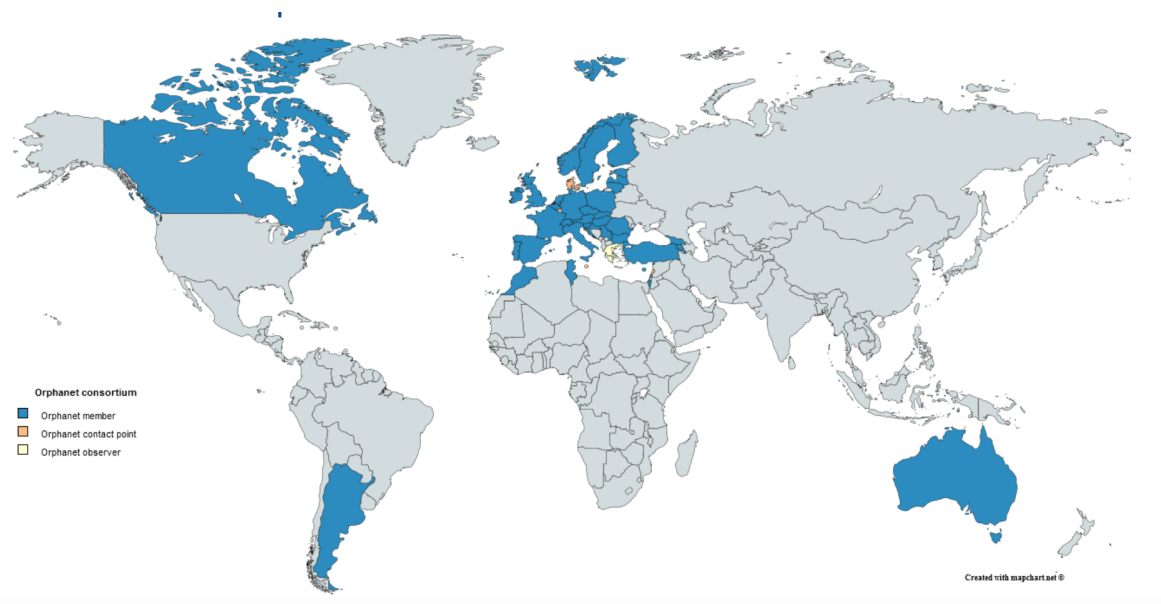 Orphanet consortium
Orphanet member
Orphanet contact point
Orphanet observer
Created with mapchart.net ®